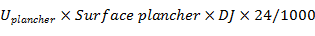 U_plancher × Surface plancher × DJ × 24/1000